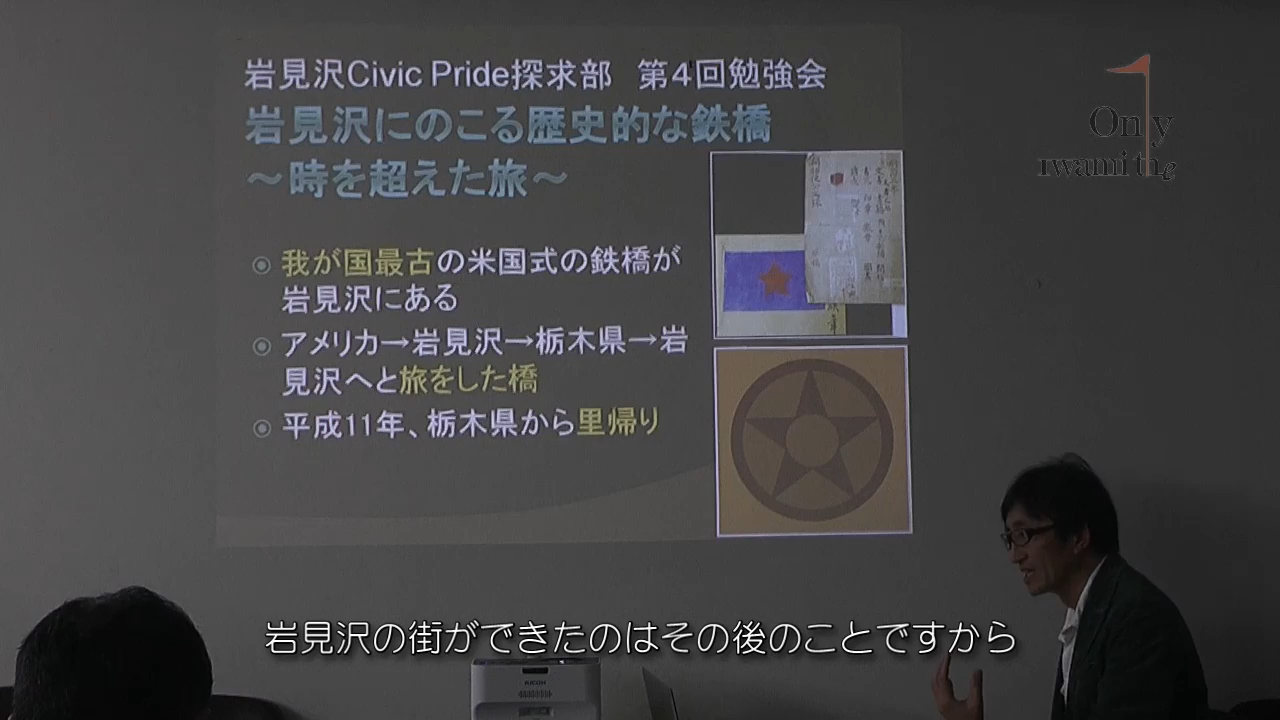 岩見沢Civic Pride探求部　第4回勉強会
岩見沢にのこる歴史的な鉄橋
～時を超えた旅～
我が国最古の米国式の鉄橋が
岩見沢にある
アメリカ→岩見沢→栃木県→岩
見沢へと旅をした橋
平成11年、栃木県から里帰り
Only
ɪwamithe
岩見沢の街ができたのはその後のことですから
RICOH